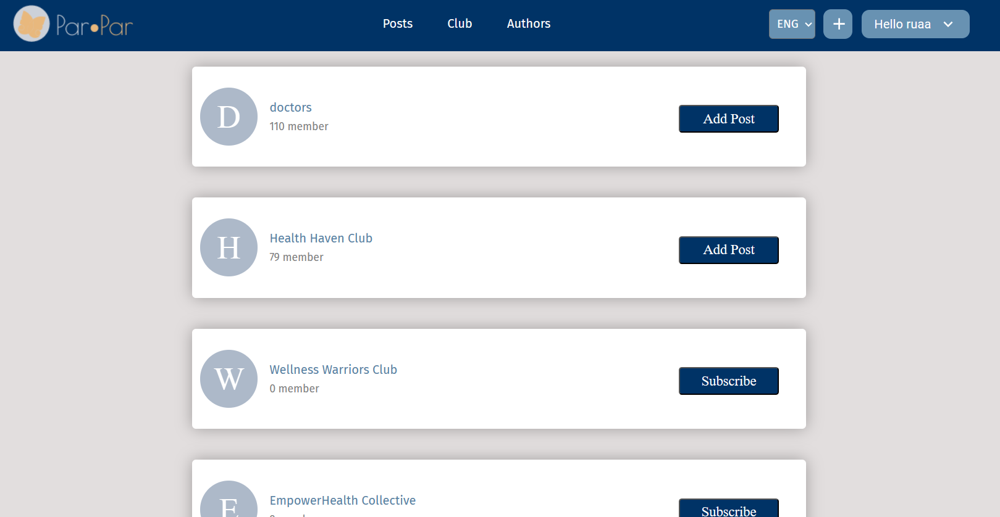 Par•Par
Posts
Club
Authors
ENG
+
Hello ruaa
D
doctors
110 member
Add Post
H
Health Haven Club
79 member
Add Post
W
Wellness Warriors Club
0 member
Subscribe
E
EmpowerHealth Collective
Subscribe